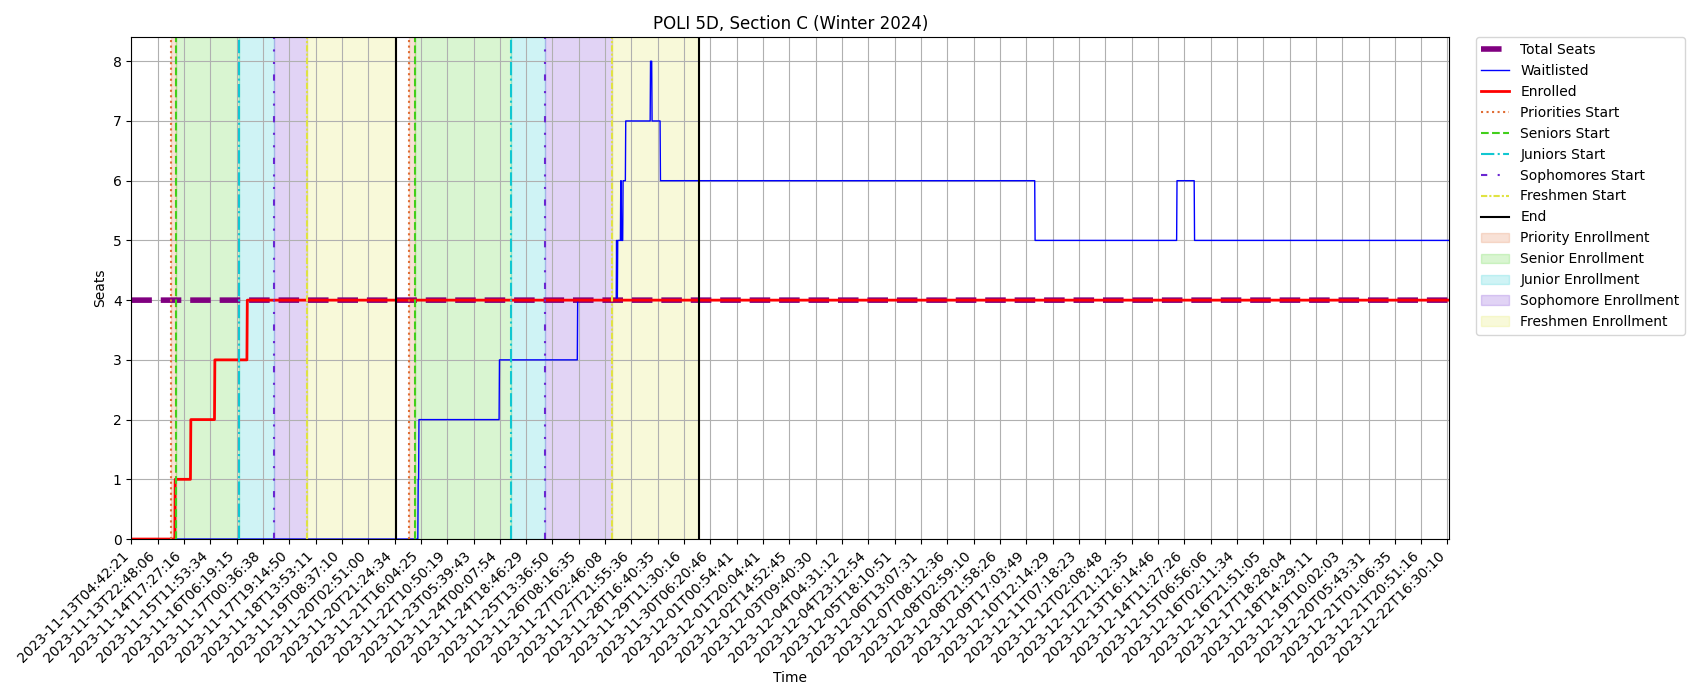 POLI 5D, Section C (Winter 2024)
Seats
8
7
6
5
4
3
2
1
0
2023-11-13T04:42:21
2023-11-13T22:48:06
2023-11-14T17:27:16
2023-11-15T11:53:34
2023-11-16T06:19:15
2023-11-17T00:36:38
2023-11-17T19:14:50
2023-11-18T13:53:11
2023-11-19T08:37:10
2023-11-20T02:51:00
2023-11-20T21:24:34
2023-11-21T16:04:25
2023-11-22T10:50:19
2023-11-23T05:39:43
2023-11-24T00:07:54
2023-11-24T18:46:29
2023-11-25T13:36:50
2023-11-26T08:16:35
2023-11-27T02:46:08
2023-11-27T21:55:36
2023-11-28T16:40:35
2023-11-29T11:30:16
2023-11-30T06:20:46
2023-12-01T00:54:41
2023-12-01T20:04:41
2023-12-02T14:52:45
2023-12-03T09:40:30
2023-12-04T04:31:12
2023-12-04T23:12:54
2023-12-05T18:10:51
2023-12-06T13:07:31
2023-12-07T08:12:36
2023-12-08T02:59:10
2023-12-08T21:58:26
2023-12-09T17:03:49
2023-12-10T12:14:29
2023-12-11T07:18:23
2023-12-12T02:08:48
2023-12-12T21:12:35
2023-12-13T16:14:46
2023-12-14T11:27:26
2023-12-15T06:56:06
2023-12-16T02:11:34
2023-12-16T21:51:05
2023-12-17T18:28:04
2023-12-18T14:29:11
2023-12-19T10:02:03
2023-12-20T05:43:31
2023-12-21T01:06:35
2023-12-21T20:51:16
2023-12-22T16:30:10
Time
Total Seats
Waitlisted
Enrolled
Priorities Start
Seniors Start
Juniors Start
Sophomores Start
Freshmen Start
End
Priority Enrollment
Senior Enrollment
Junior Enrollment
Sophomore Enrollment
Freshmen Enrollment